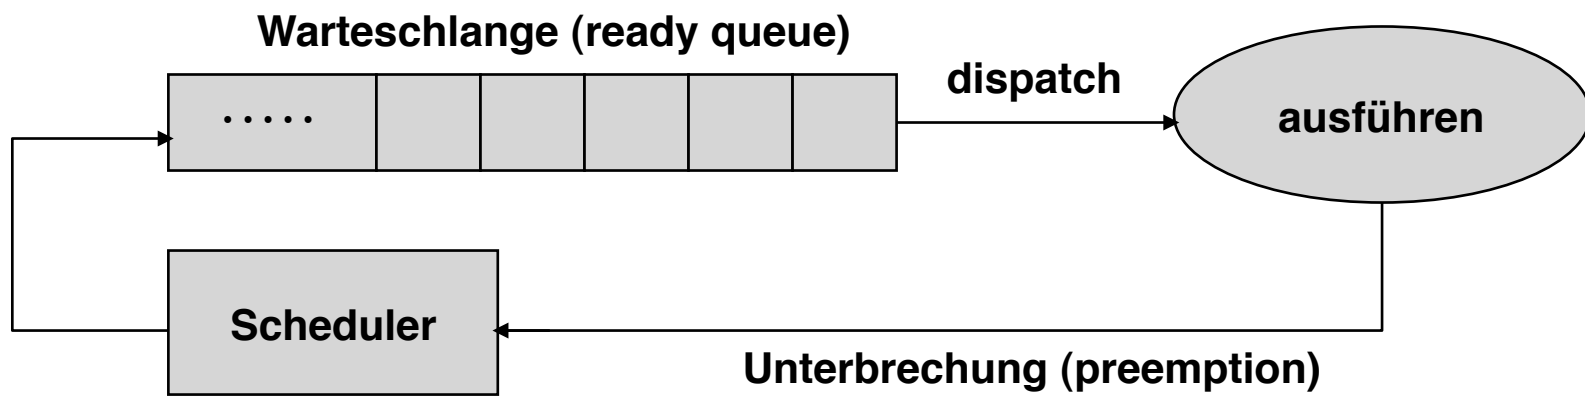 Warteschlange (ready queue)
dispatch
.....
ausführen
Scheduler
Unterbrechung (preemption)